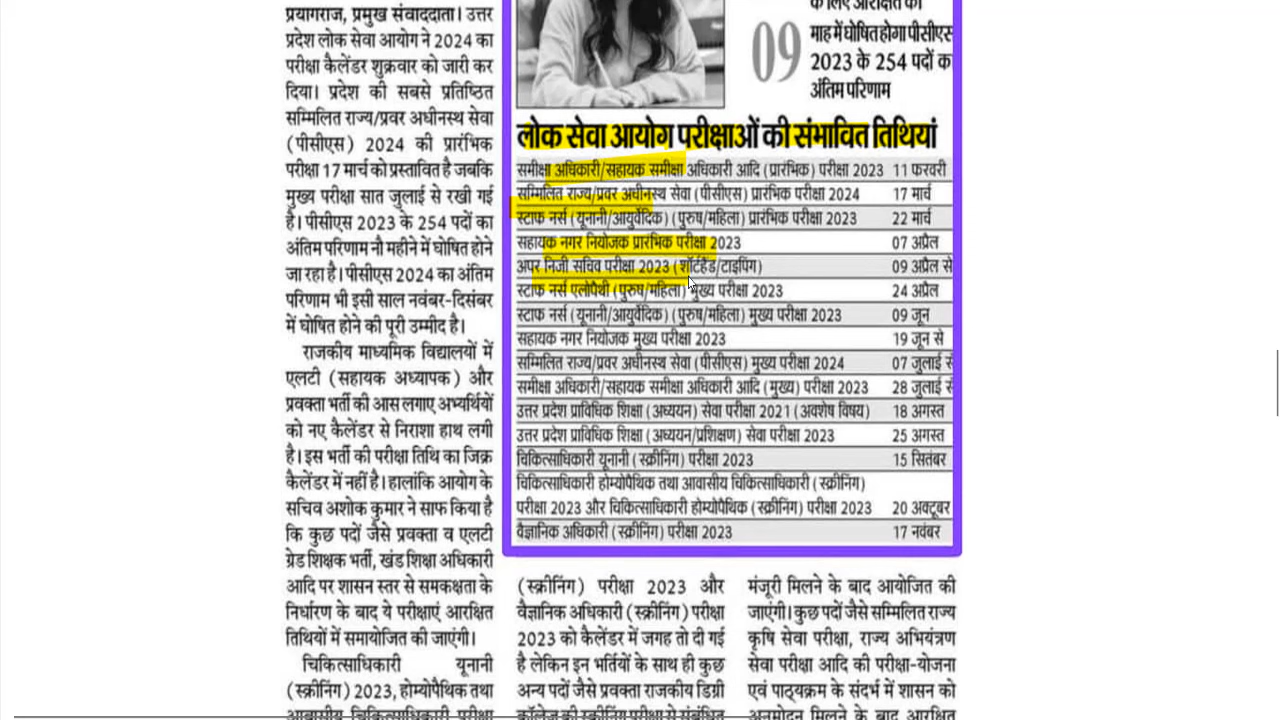 प्रयागराज, प्रमुख संवाददाता। उत्तर
प्रदेश लोक सेवा आयोग ने 2024 का
परीक्षा कैलेंडर शुक्रवार को जारी कर
दिया। प्रदेश की सबसे प्रतिष्ठित
सम्मिलित राज्य/प्रवर अधीनस्थ सेवा
(पीसीएस) 2024 की प्रारंभिक
परीक्षा 17 मार्च को प्रस्तावित है जबकि
मुख्य परीक्षा सात जुलाई से रखी गई
है। पीसीएस 2023 के 254 पदों का
अंतिम परिणाम नौ महीने में घोषित होने
जा रहा है। पीसीएस 2024 का अंतिम
परिणाम भी इसी साल नवंबर-दिसंबर
में घोषित होने की पूरी उम्मीद है।
राजकीय माध्यमिक विद्यालयों में
एलटी (सहायक अध्यापक) और
प्रवक्ता भर्ती की आस लगाए अभ्यर्थियों
को नए कैलेंडर से निराशा हाथ लगी
है। इस भर्ती की परीक्षा तिथि का जिक्र
कैलेंडर में नहीं है। हालांकि आयोग के
सचिव अशोक कुमार ने साफ किया है
कि कुछ पदों जैसे प्रवक्ता व एलटी
ग्रेड शिक्षक भर्ती, खंड शिक्षा अधिकारी
आदि पर शासन स्तर से समकक्षता के
निर्धारण के बाद ये परीक्षाएं आरक्षित
तिथियों में समायोजित की जाएंगी।
चिकित्साधिकारी यूनानी
(स्क्रीनिंग) 2023, होम्योपैथिक तथा
आवासीय चिकित्साधिकारी परीक्षा
के लिए आरक्षित की
09
माह में घोषित होगा पीसीएस
2023 के 254 पदों क
अंतिम परिणाम
लोक सेवा आयोग परीक्षाओं की संभावित तिथियां
समीक्षा अधिकारी/सहायक समीक्षा अधिकारी आदि (प्रारंभिक) परीक्षा 2023 11 फरवरी
सम्मिलित राज्य/प्रवर अधीनस्थ सेवा (पीसीएस) प्रारंभिक परीक्षा 2024 17 मार्च
स्टाफ नर्स (यूनानी/आयुर्वेदिक) (पुरुष/महिला) प्रारंभिक परीक्षा 2023 22 मार्च
सहायक नगर नियोजक प्रारंभिक परीक्षा 2023 07 अप्रैल
अपर निजी सचिव परीक्षा 2023 (शॉर्टहैंड/टाइपिंग) 09 अप्रैल से
स्टाफ नर्स एलोपैथी (पुरुष/महिला) मुख्य परीक्षा 2023 24 अप्रैल
स्टाफ नर्स (यूनानी/आयुर्वेदिक) (पुरुष/महिला) मुख्य परीक्षा 2023 09 जून
सहायक नगर नियोजक मुख्य परीक्षा 2023 19 जून से
सम्मिलित राज्य/प्रवर अधीनस्थ सेवा (पीसीएस) मुख्य परीक्षा 2024 07 जुलाई से
समीक्षा अधिकारी/सहायक समीक्षा अधिकारी आदि (मुख्य) परीक्षा 2023 28 जुलाई से
उत्तर प्रदेश प्राविधिक शिक्षा (अध्ययन) सेवा परीक्षा 2021 (अवशेष विषय) 18 अगस्त
उत्तर प्रदेश प्राविधिक शिक्षा (अध्ययन/प्रशिक्षण) सेवा परीक्षा 2023 25 अगस्त
चिकित्साधिकारी यूनानी (स्क्रीनिंग) परीक्षा 2023 15 सितंबर
चिकित्साधिकारी होम्योपैथिक तथा आवासीय चिकित्साधिकारी (स्क्रीनिंग)
परीक्षा 2023 और चिकित्साधिकारी होम्योपैथिक (स्क्रीनिंग) परीक्षा 2023 20 अक्टूबर
वैज्ञानिक अधिकारी (स्क्रीनिंग) परीक्षा 2023 17 नवंबर
(स्क्रीनिंग) परीक्षा 2023 और
वैज्ञानिक अधिकारी (स्क्रीनिंग) परीक्षा
2023 को कैलेंडर में जगह तो दी गई
है लेकिन इन भर्तियों के साथ ही कुछ
अन्य पदों जैसे प्रवक्ता राजकीय डिग्री
कॉलेज की स्क्रीनिंग परीक्षा से संबंधित
मंजूरी मिलने के बाद आयोजित की
जाएंगी। कुछ पदों जैसे सम्मिलित राज्य
कृषि सेवा परीक्षा, राज्य अभियंत्रण
सेवा परीक्षा आदि की परीक्षा-योजना
एवं पाठ्यक्रम के संदर्भ में शासन को
अनुमोदन मिलने के बाद आरक्षित